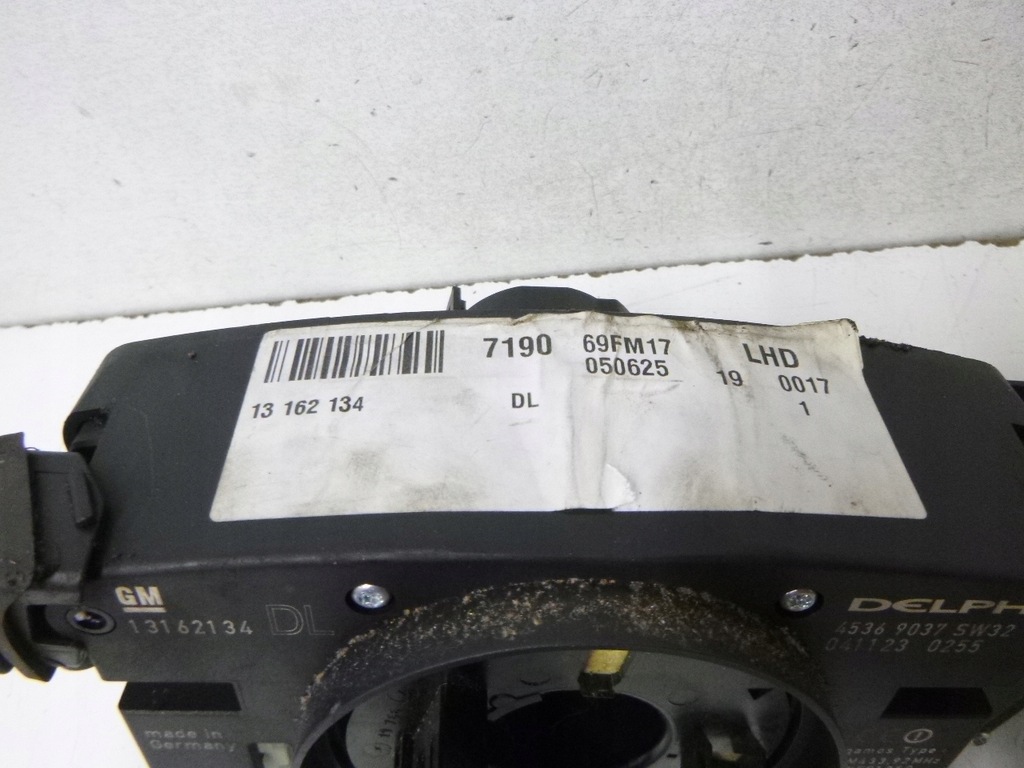 7190 69FM17 LHD
050625 19 0017
13 162 134 DL 1
GM
13162134 DL
DELPH
4536 9037 SW32
041123 0255
made in
Germany